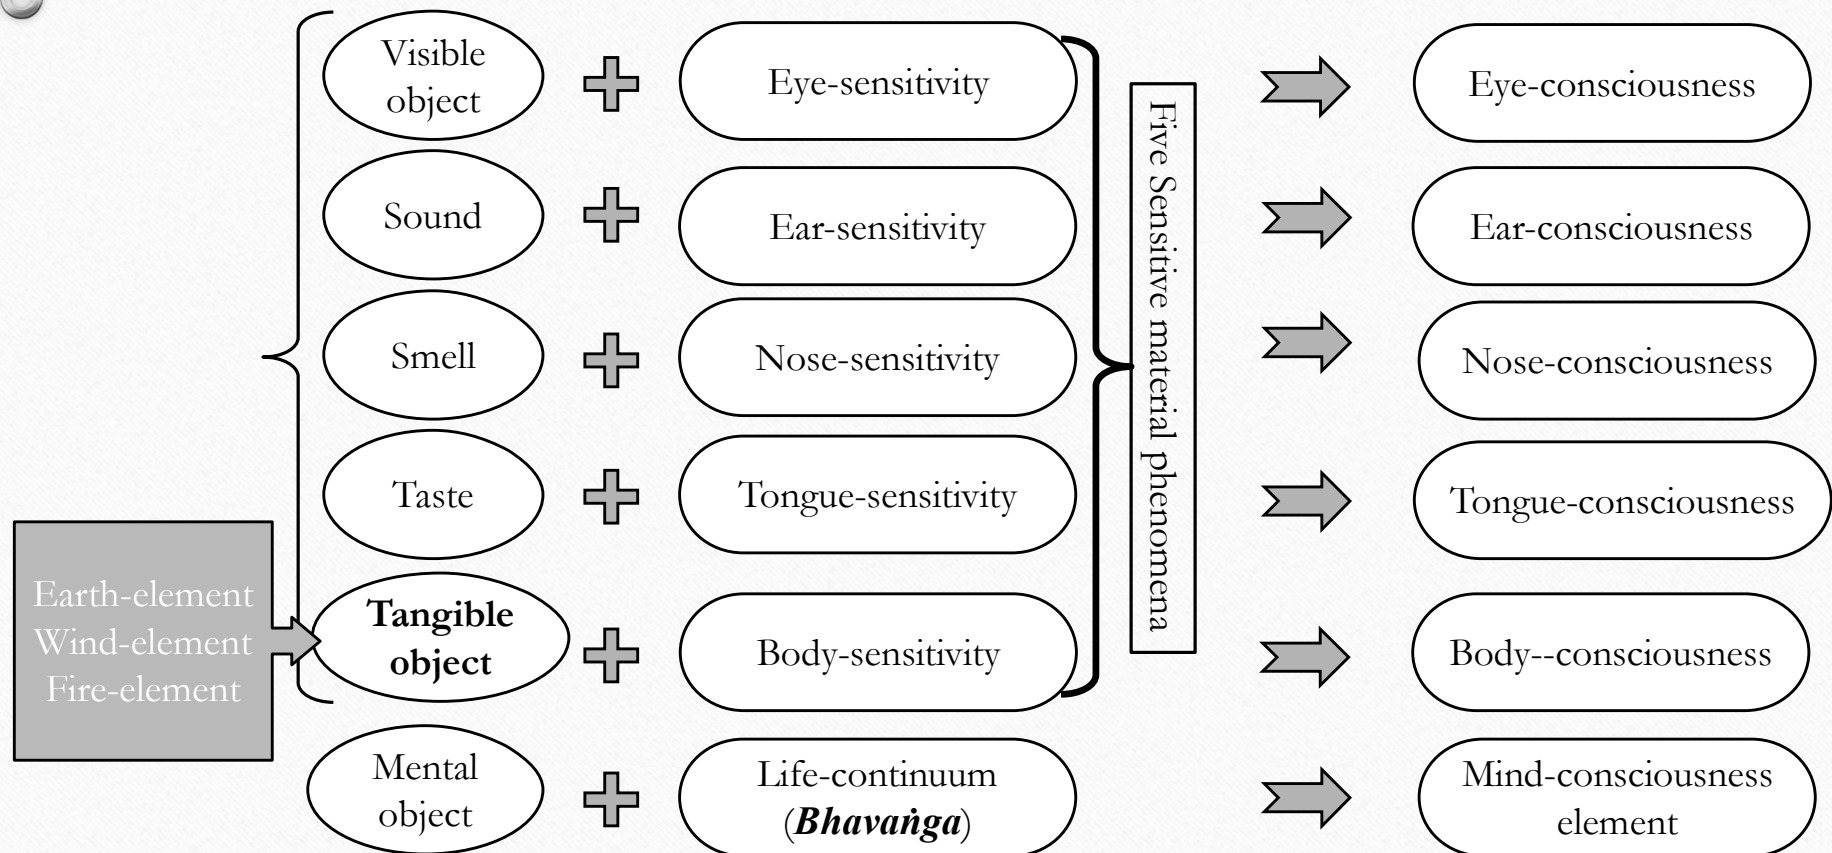 Visible
object
Eye-sensitivity
Eye-consciousness
Sound
Ear-sensitivity
Ear-consciousness
Smell
Nose-sensitivity
Nose-consciousness
Taste
Tongue-sensitivity
Tongue-consciousness
Earth-element
Wind-element
Fire-element
Tangible
object
Body-sensitivity
Body--consciousness
Five Sensitive material phenomena
Mental
object
Life-continuum
(Bhavaṅga)
Mind-consciousness
element